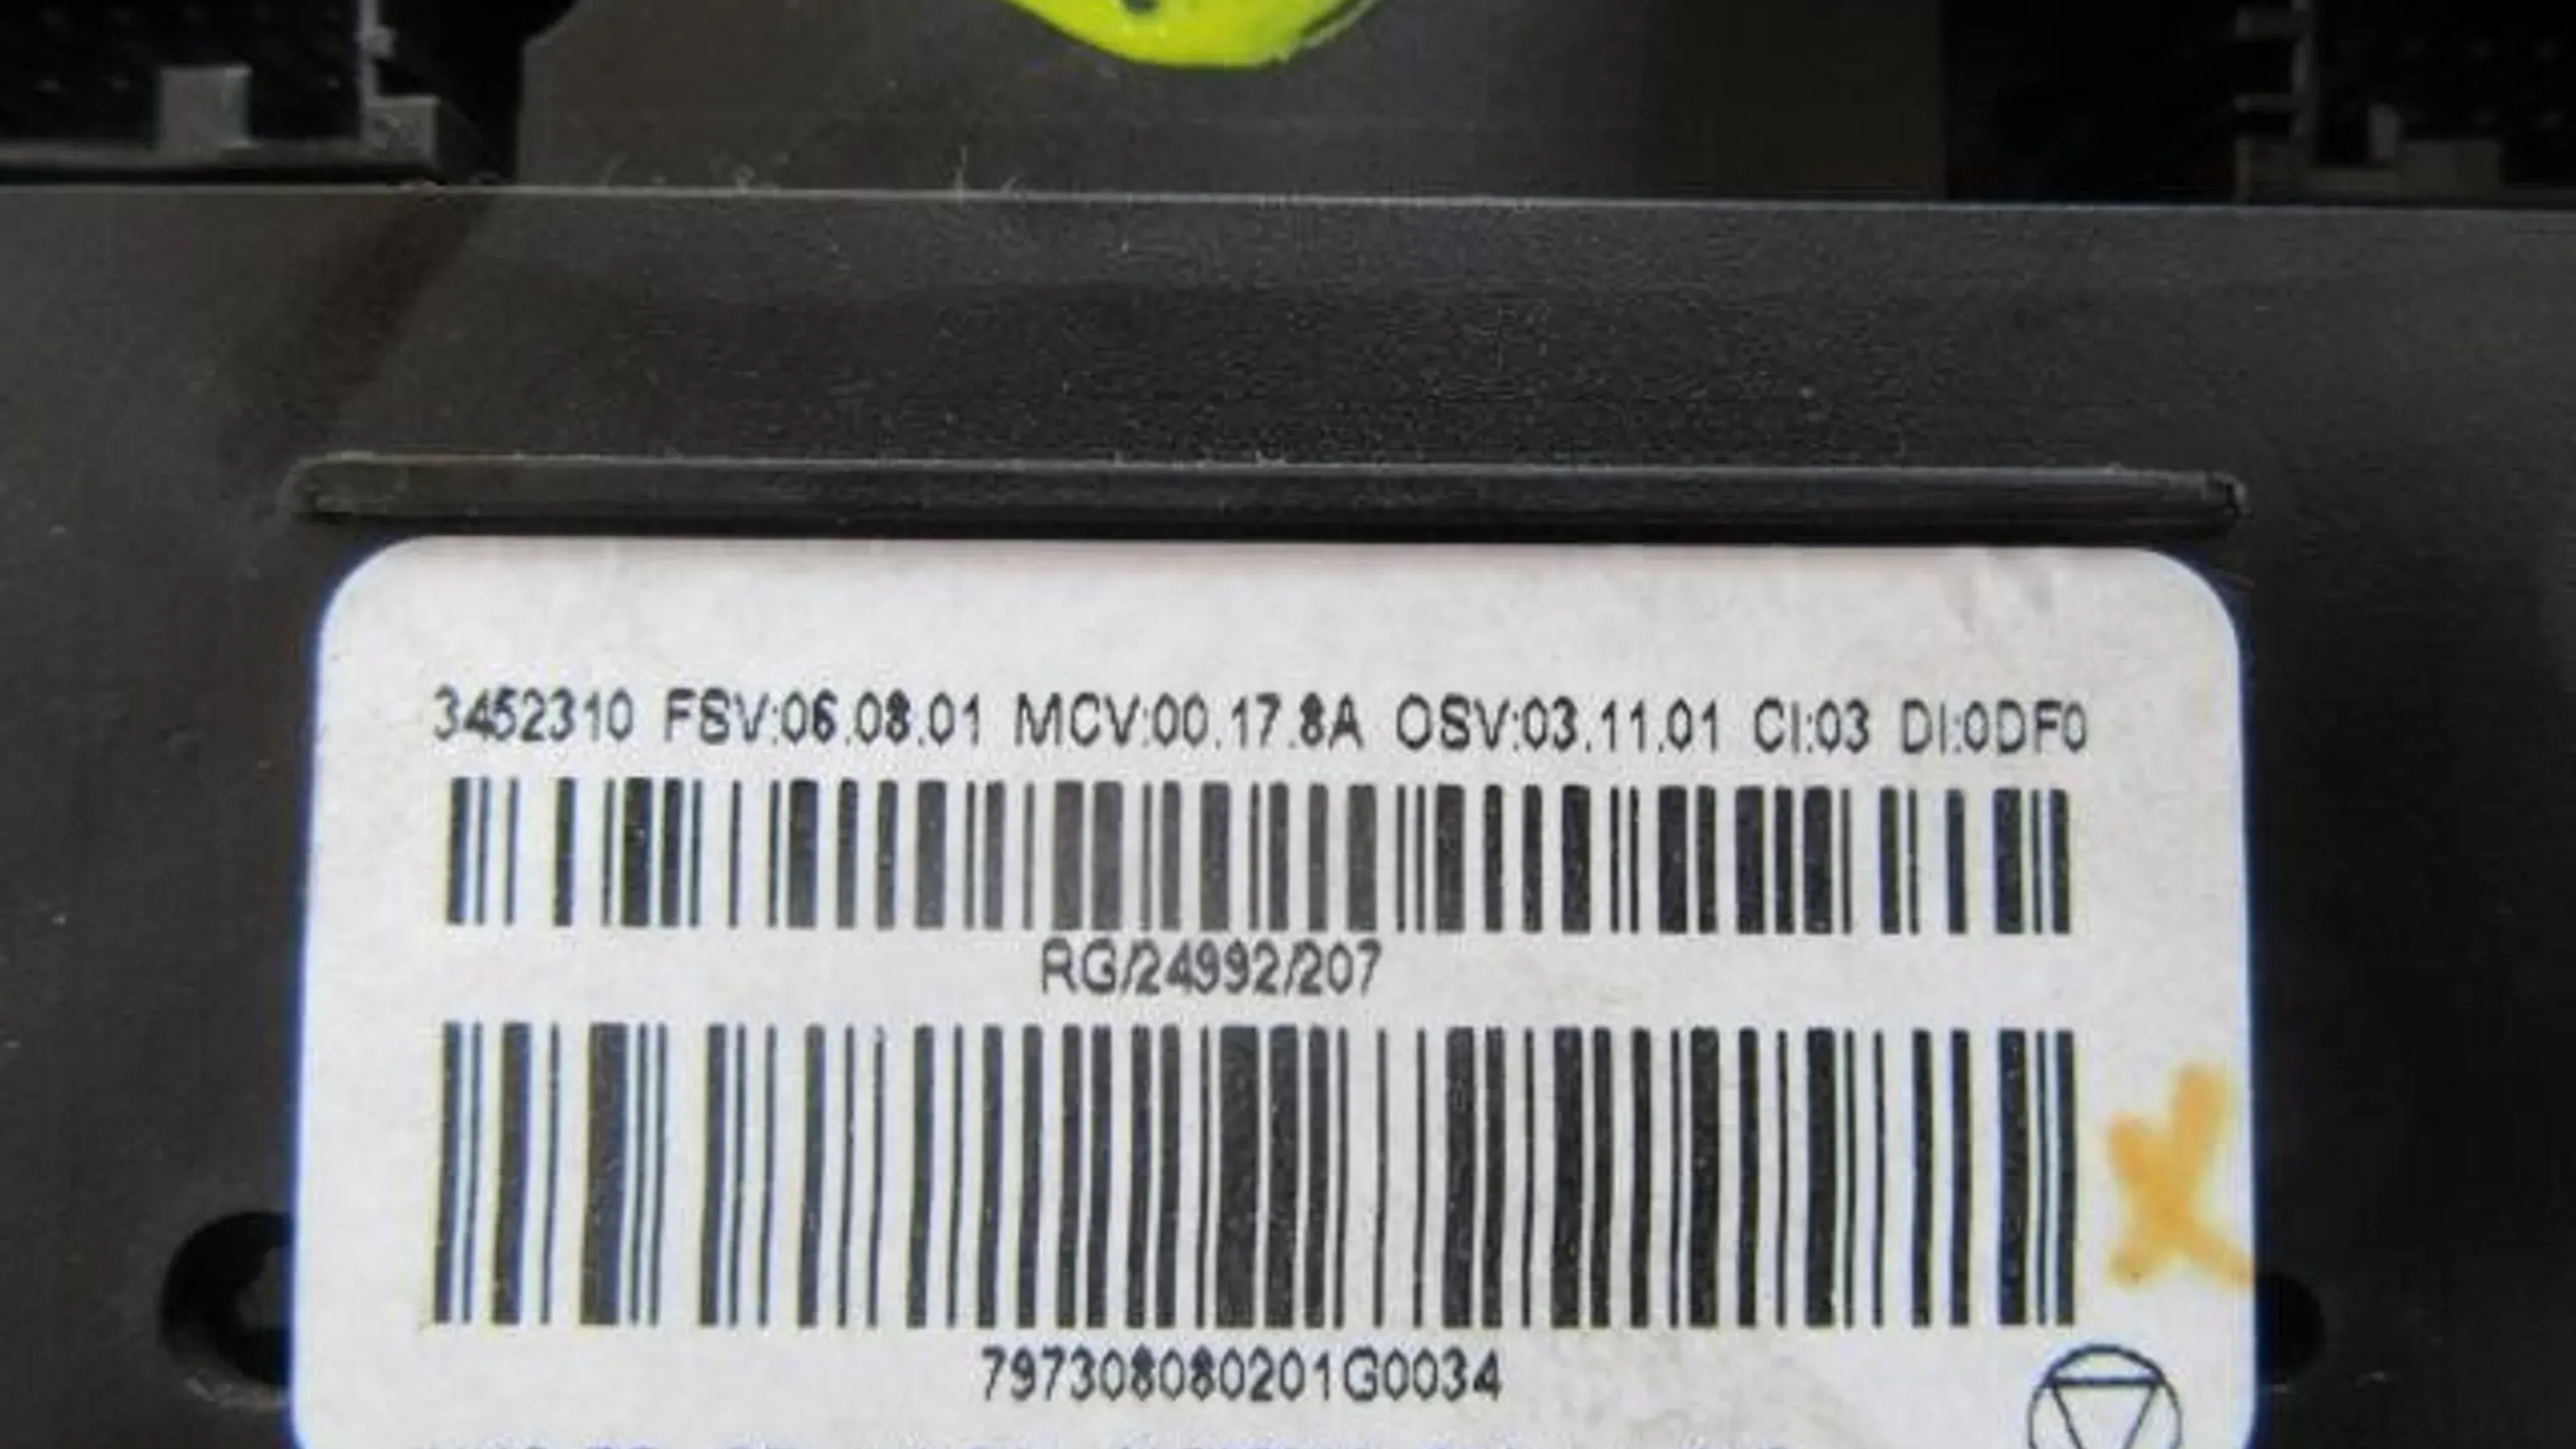 3452310 FSV:06.08.01 MCV:00.17.8A OSV:03.11.01 CI:03 DI:0DF0
RG/24992/207
797308080201G0034